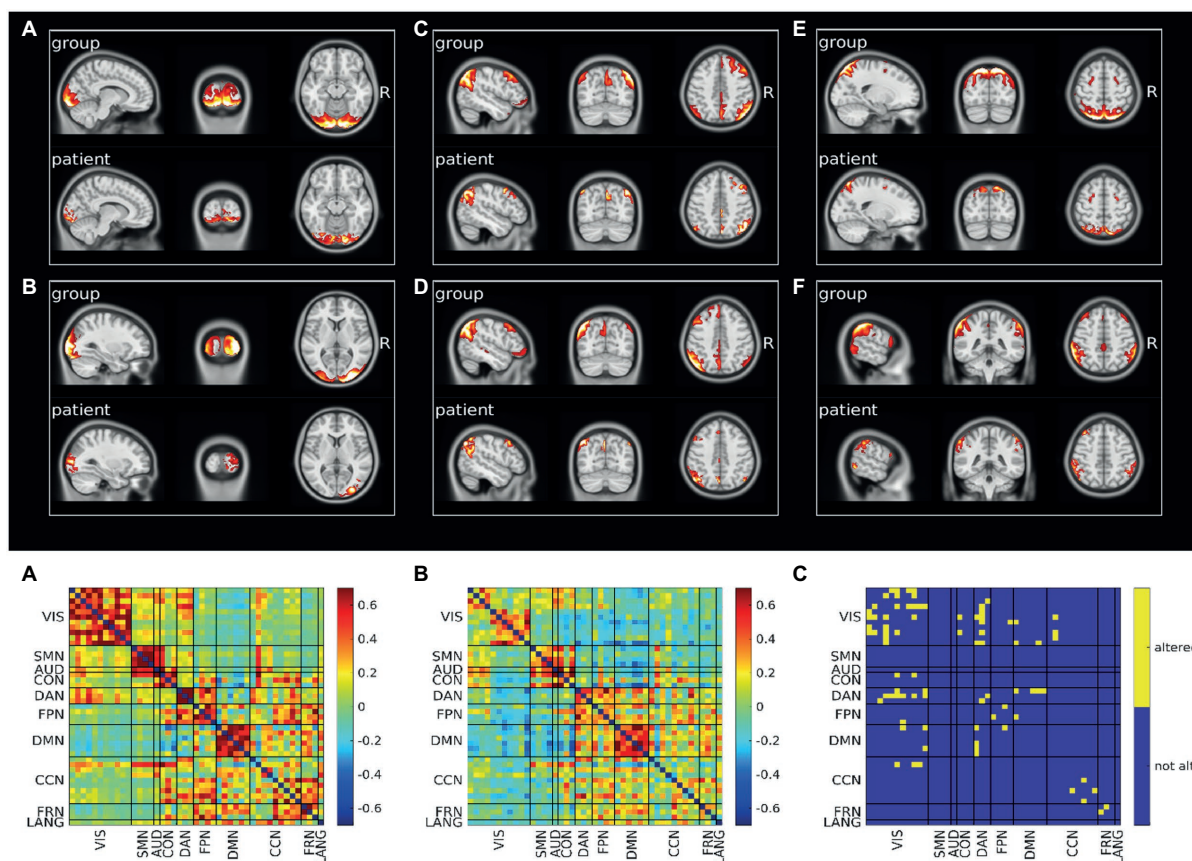 A
group
R
patient
C
group
R
patient
E
group
R
patient
B
group
R
patient
D
group
R
patient
F
group
R
patient
A
VIS
SMN
AUD
CON
DAN
FPN
DMN
CCN
FRN
LANG
VIS
SMN
AUD
CON
DAN
FPN
DMN
CCN
FRN
LANG
0.6
0.4
0.2
0
-0.2
-0.4
-0.6
B
VIS
SMN
AUD
CON
DAN
FPN
DMN
CCN
FRN
LANG
VIS
SMN
AUD
CON
DAN
FPN
DMN
CCN
FRN
LANG
0.6
0.4
0.2
0
-0.2
-0.4
-0.6
C
VIS
SMN
AUD
CON
DAN
FPN
DMN
CCN
FRN
LANG
VIS
SMN
AUD
CON
DAN
FPN
DMN
CCN
FRN
LANG
altered
not alt